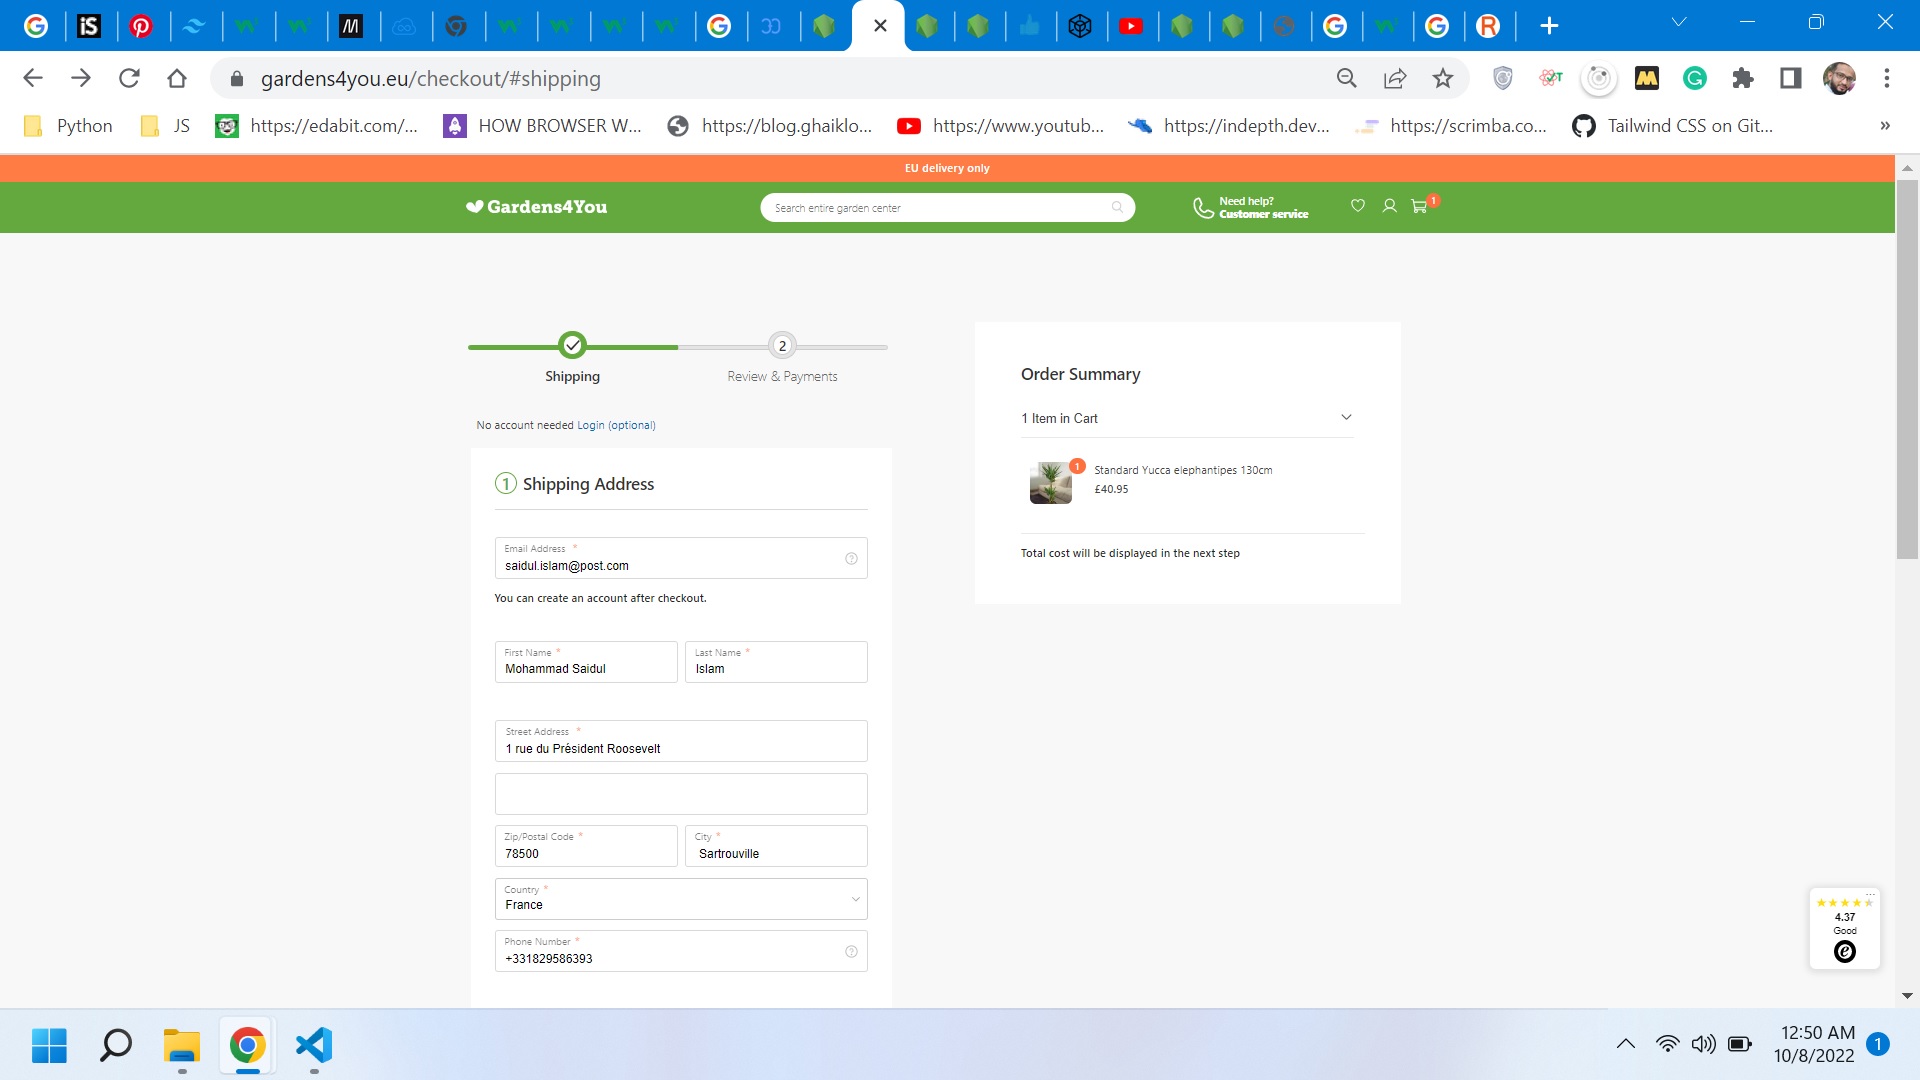 gardens4you.eu/checkout/#shipping
Python
JS
https://edabit.com/...
HOW BROWSER W...
https://blog.ghaiklo...
https://www.youtub...
https://indepth.dev...
https://scrimba.co...
Tailwind CSS on Git...
»
EU delivery only
Gardens4You
Search entire garden center
Need help?
Customer service
1
2
Shipping
Review & Payments
No account needed Login (optional)
1 Shipping Address
Email Address *
saidul.islam@post.com
You can create an account after checkout.
First Name *
Mohammad Saidul
Last Name *
Islam
Street Address *
1 rue du Président Roosevelt
Zip/Postal Code *
78500
City *
Sartrouville
Country *
France
Phone Number *
+331829586393
Order Summary
1 Item in Cart
1
Standard Yucca elephantipes 130cm
£40.95
Total cost will be displayed in the next step
4.37
Good
12:50 AM
10/8/2022
1